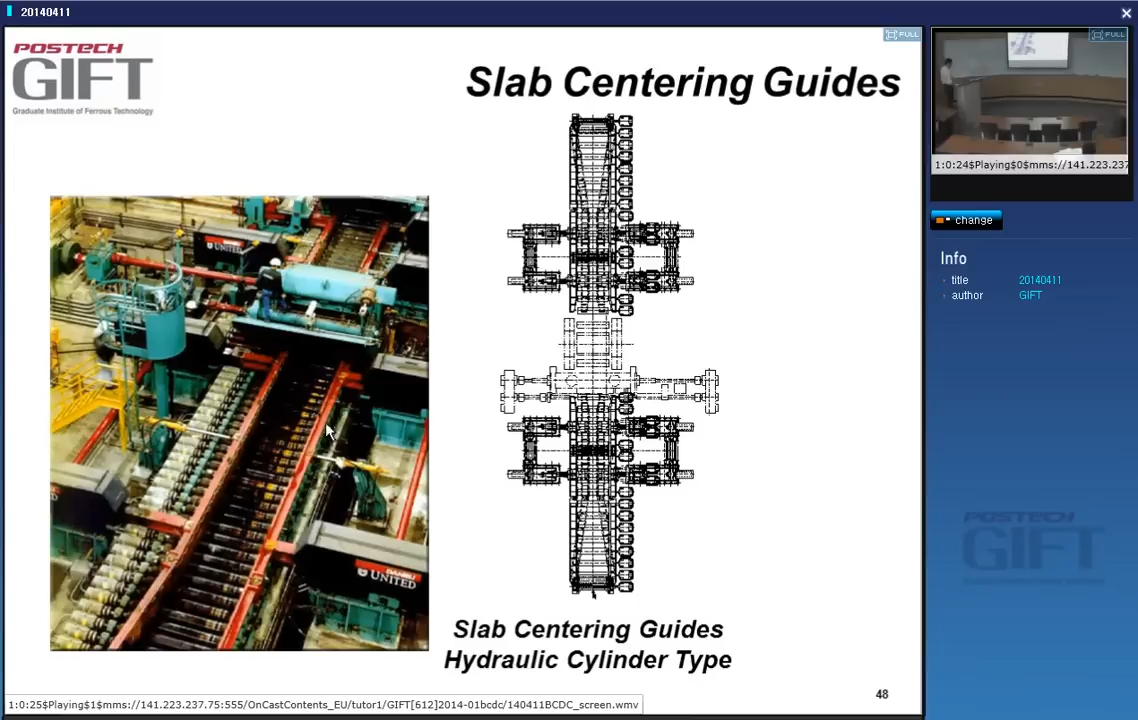 20140411
POSTECH
GIFT
Graduate Institute of Ferrous Technology
FULL
Slab Centering Guides
UNITED
DANIELI
UNITED
Slab Centering Guides
Hydraulic Cylinder Type
48
1:0:25$Playing$1$mms://141.223.237.75:555/OnCastContents_EU/tutor1/GIFT[612]2014-01bcdc/140411BCDC_screen.wmv
FULL
1:0:24$Playing$0$mms://141.223.237
change
Info
title 20140411
author GIFT
POSTECH
GIFT